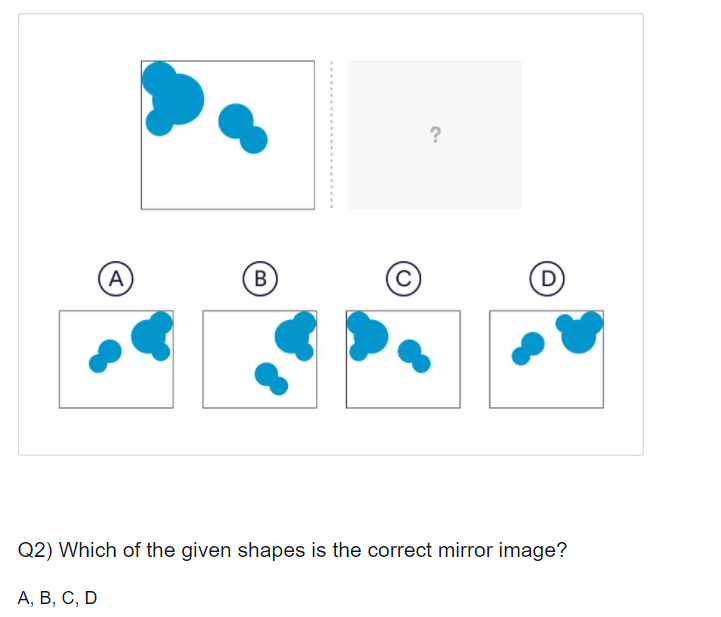 ?
A B C D
Q2) Which of the given shapes is the correct mirror image?
A, B, C, D